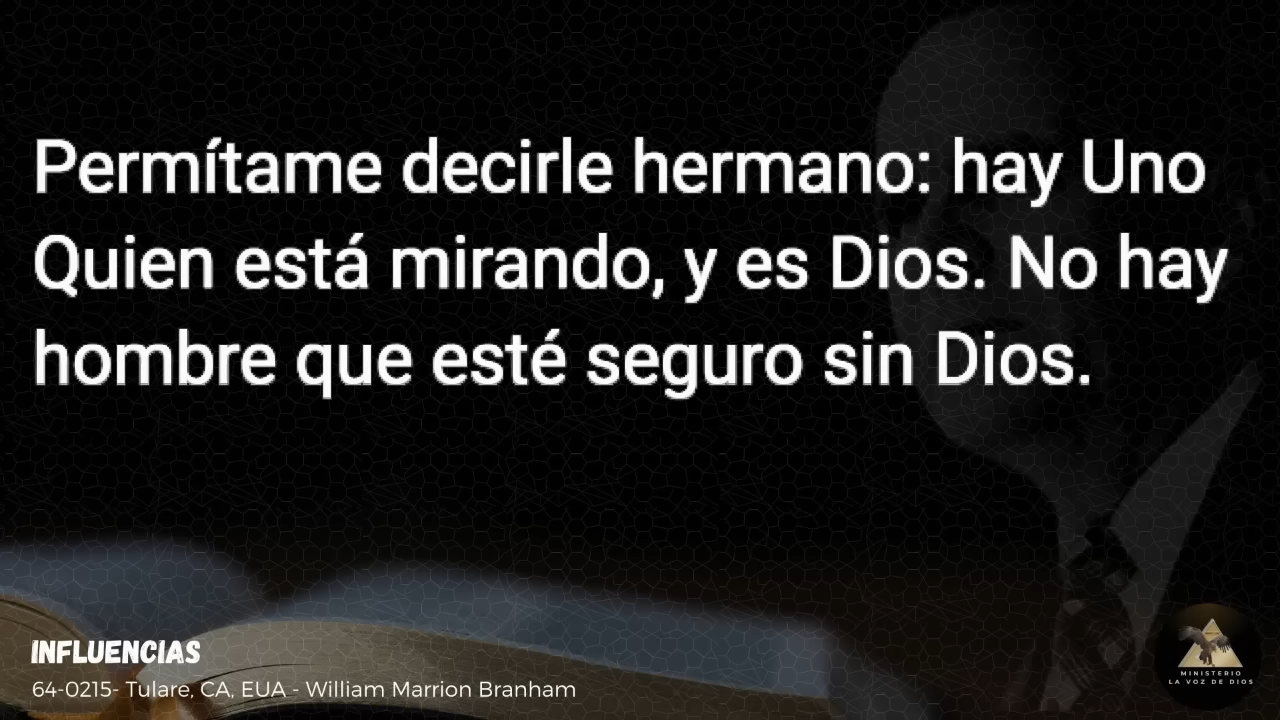 Permítame decirle hermano: hay Uno
Quien está mirando, y es Dios. No hay
hombre que esté seguro sin Dios.
INFLUENCIAS
64-0215- Tulare, CA, EUA - William Marrion Branham
MINISTERIO
LA VOZ DE DIOS